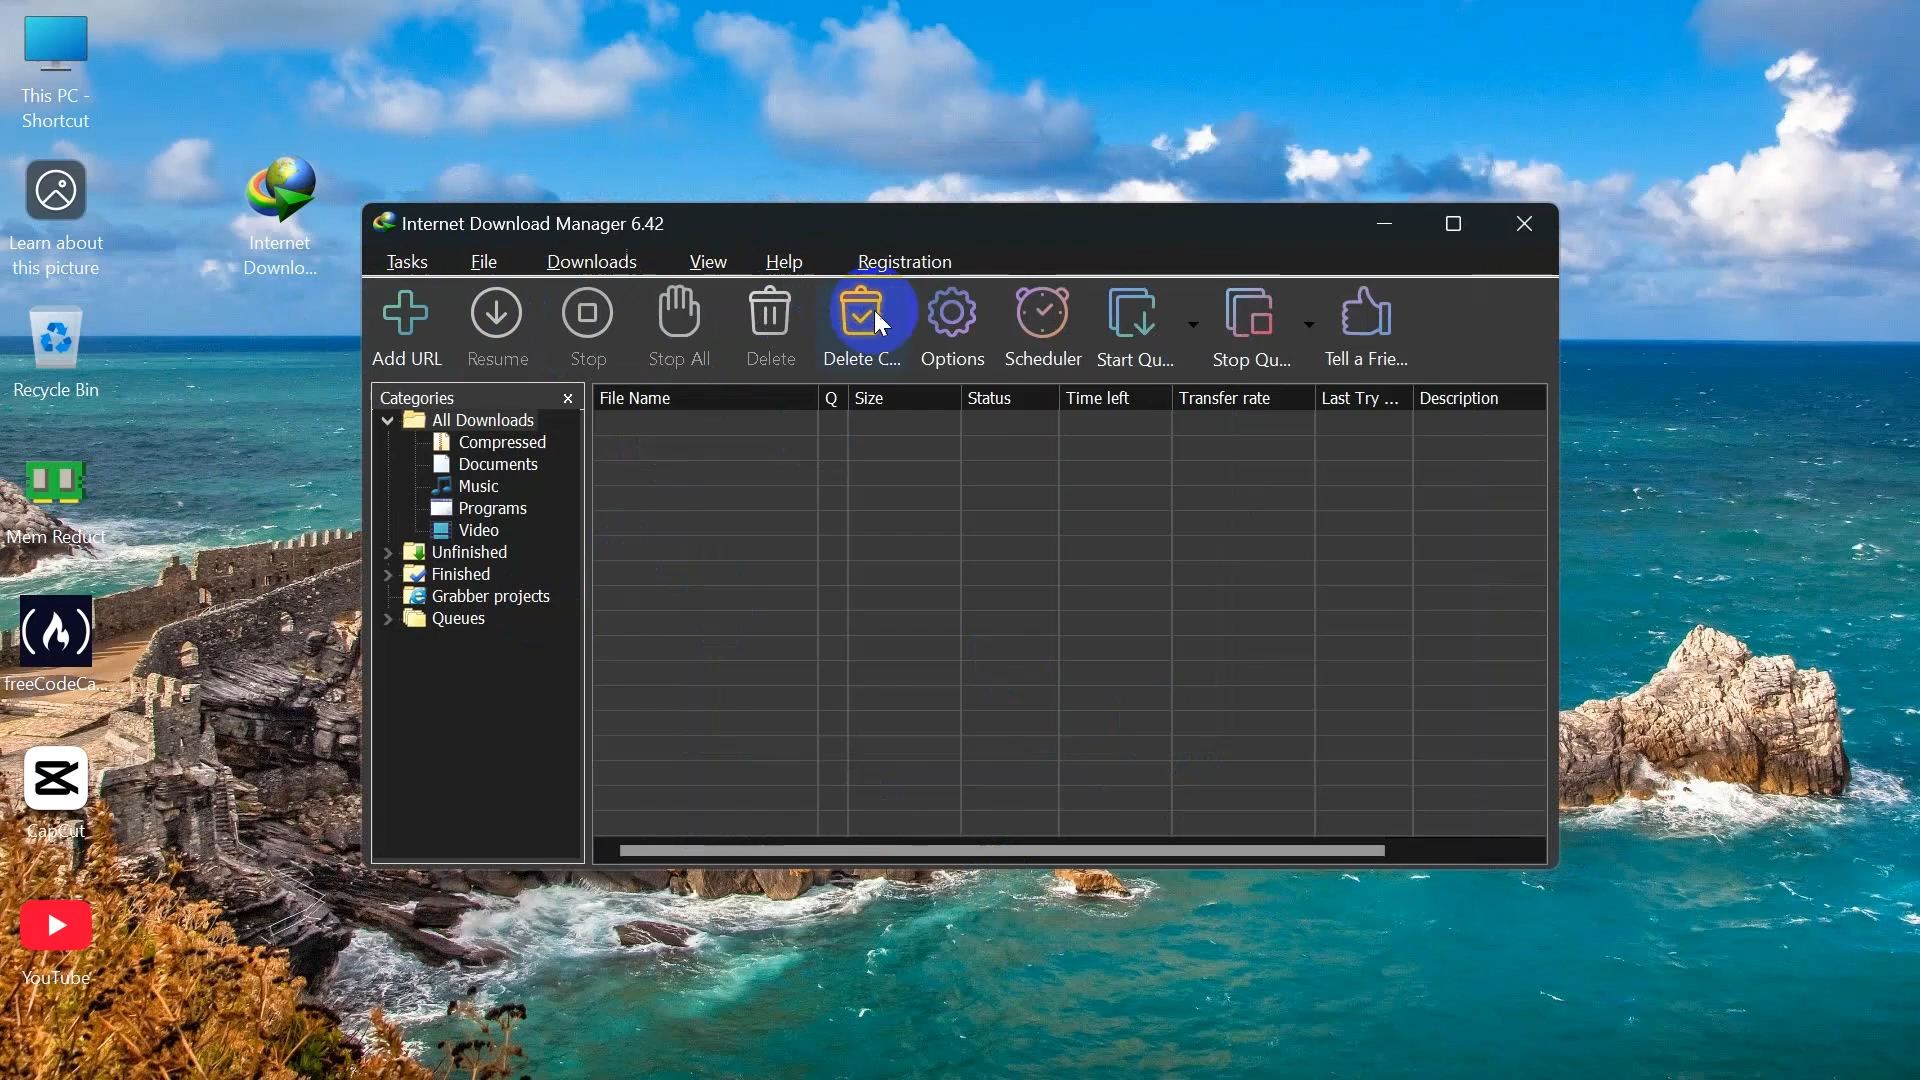 This PC -
Shortcut
Learn about
this picture
Recycle Bin
Mem Reduct
freeCodeCa...
CapCut
YouTube
Internet
Downlo...
Internet Download Manager 6.42
Tasks File Downloads View Help Registration
Add URL Resume Stop Stop All Delete Delete C... Options Scheduler Start Qu... Stop Qu... Tell a Frie...
Categories
All Downloads
Compressed
Documents
Music
Programs
Video
Unfinished
Finished
Grabber projects
Queues
File Name Q Size Status Time left Transfer rate Last Try ... Description